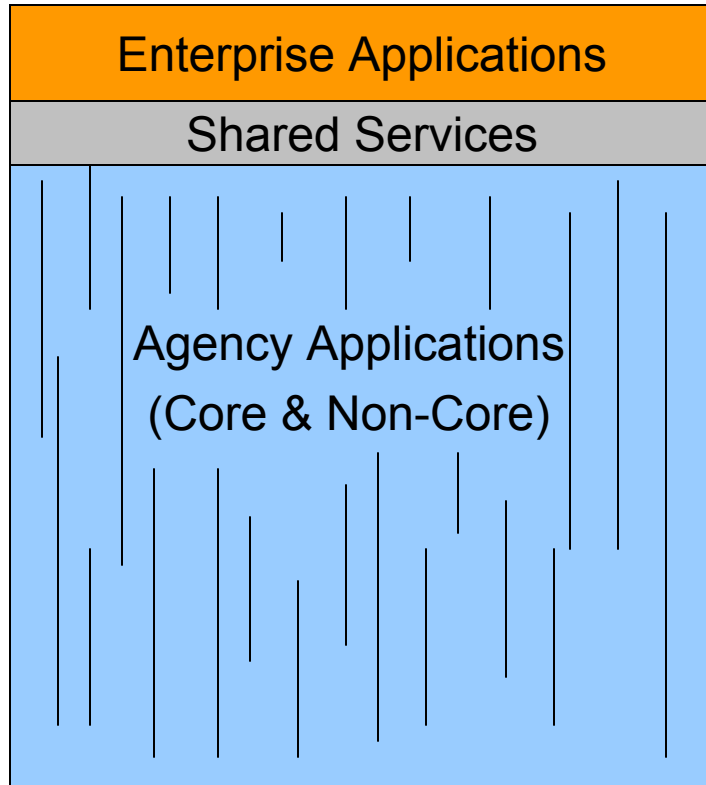 Enterprise Applications
Shared Services
Agency Applications
(Core & Non-Core)